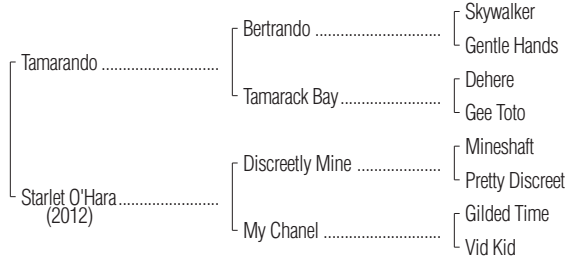 Skywalker
Bertrando
Gentle Hands
Tamarando
Dehere
Tamarack Bay
Gee Toto
Mineshaft
Discreetly Mine
Pretty Discreet
Starlet O'Hara
(2012)
Gilded Time
My Chanel
Vid Kid